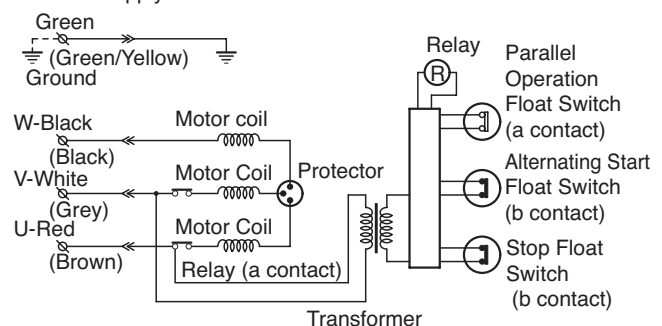 Green
(Green/Yellow)
Ground
W-Black
(Black)
V-White
(Grey)
U-Red
(Brown)
Motor coil
Motor Coil
Motor Coil
Protector
Relay (a contact)
Transformer
Relay
R
Parallel
Operation
Float Switch
(a contact)
Alternating Start
Float Switch
(b contact)
Stop Float
Switch
(b contact)